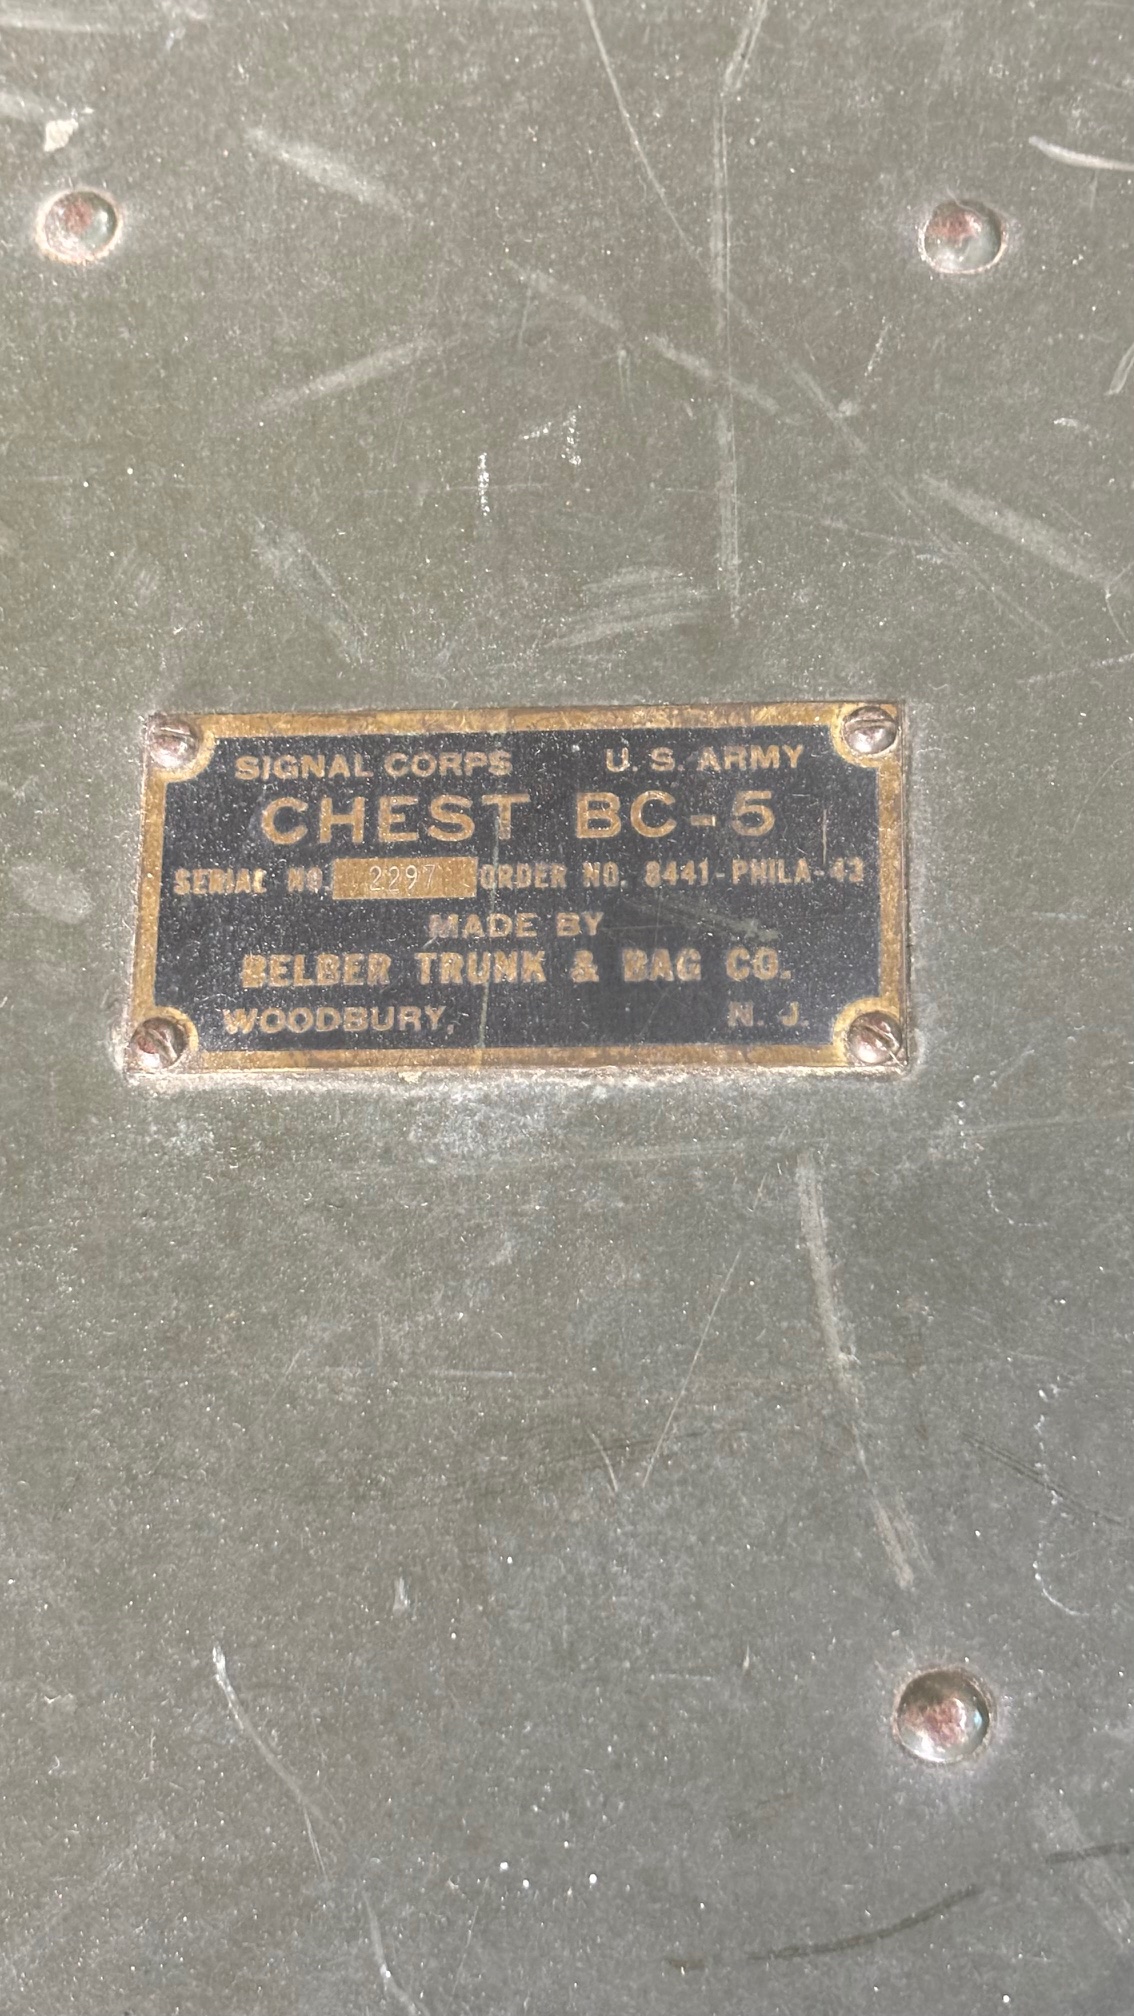 SIGNAL CORPS U. S. ARMY
CHEST BC-5
SERIAL NO. 2297 ORDER NO. 8441-PHILA-43
MADE BY
BELBER TRUNK & BAG CO.
WOODBURY, N. J.